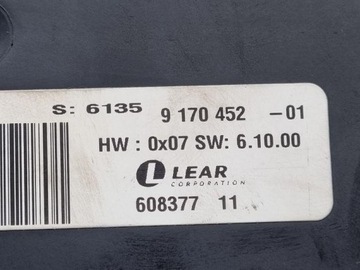 S: 6135 9 170 452 -01
HW : 0x07 SW: 6.10.00
LEAR
CORPORATION
608377 11